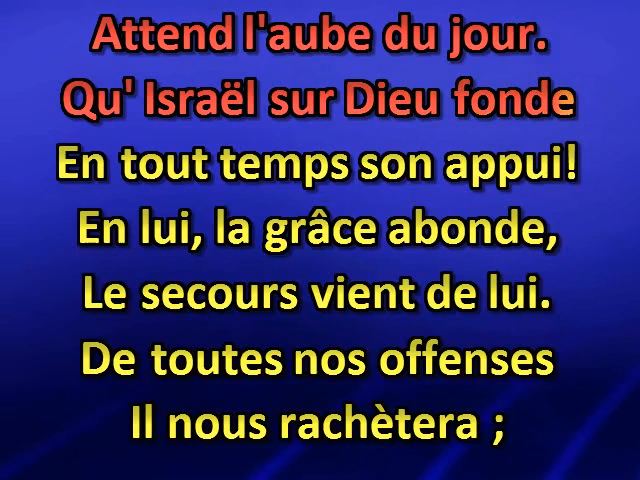 Attend l'aube du jour.
Qu' Israël sur Dieu fonde
En tout temps son appui!
En lui, la grâce abonde,
Le secours vient de lui.
De toutes nos offenses
Il nous rachètera ;